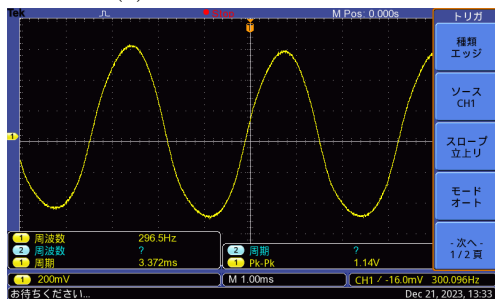 Tek Stop M Pos: 0.000s トリガ
種類
エッジ
ソース
CH1
スロープ
立上り
モード
オート
- 次へ -
1/2 頁
1
1 周波数 296.5Hz
2 周波数 ?
1 周期 3.372ms
2 周期 ?
1 Pk-Pk 1.14V
1 200mV M 1.00ms CH1 / -16.0mV 300.096Hz
お待ちください... Dec 21, 2023, 13:33